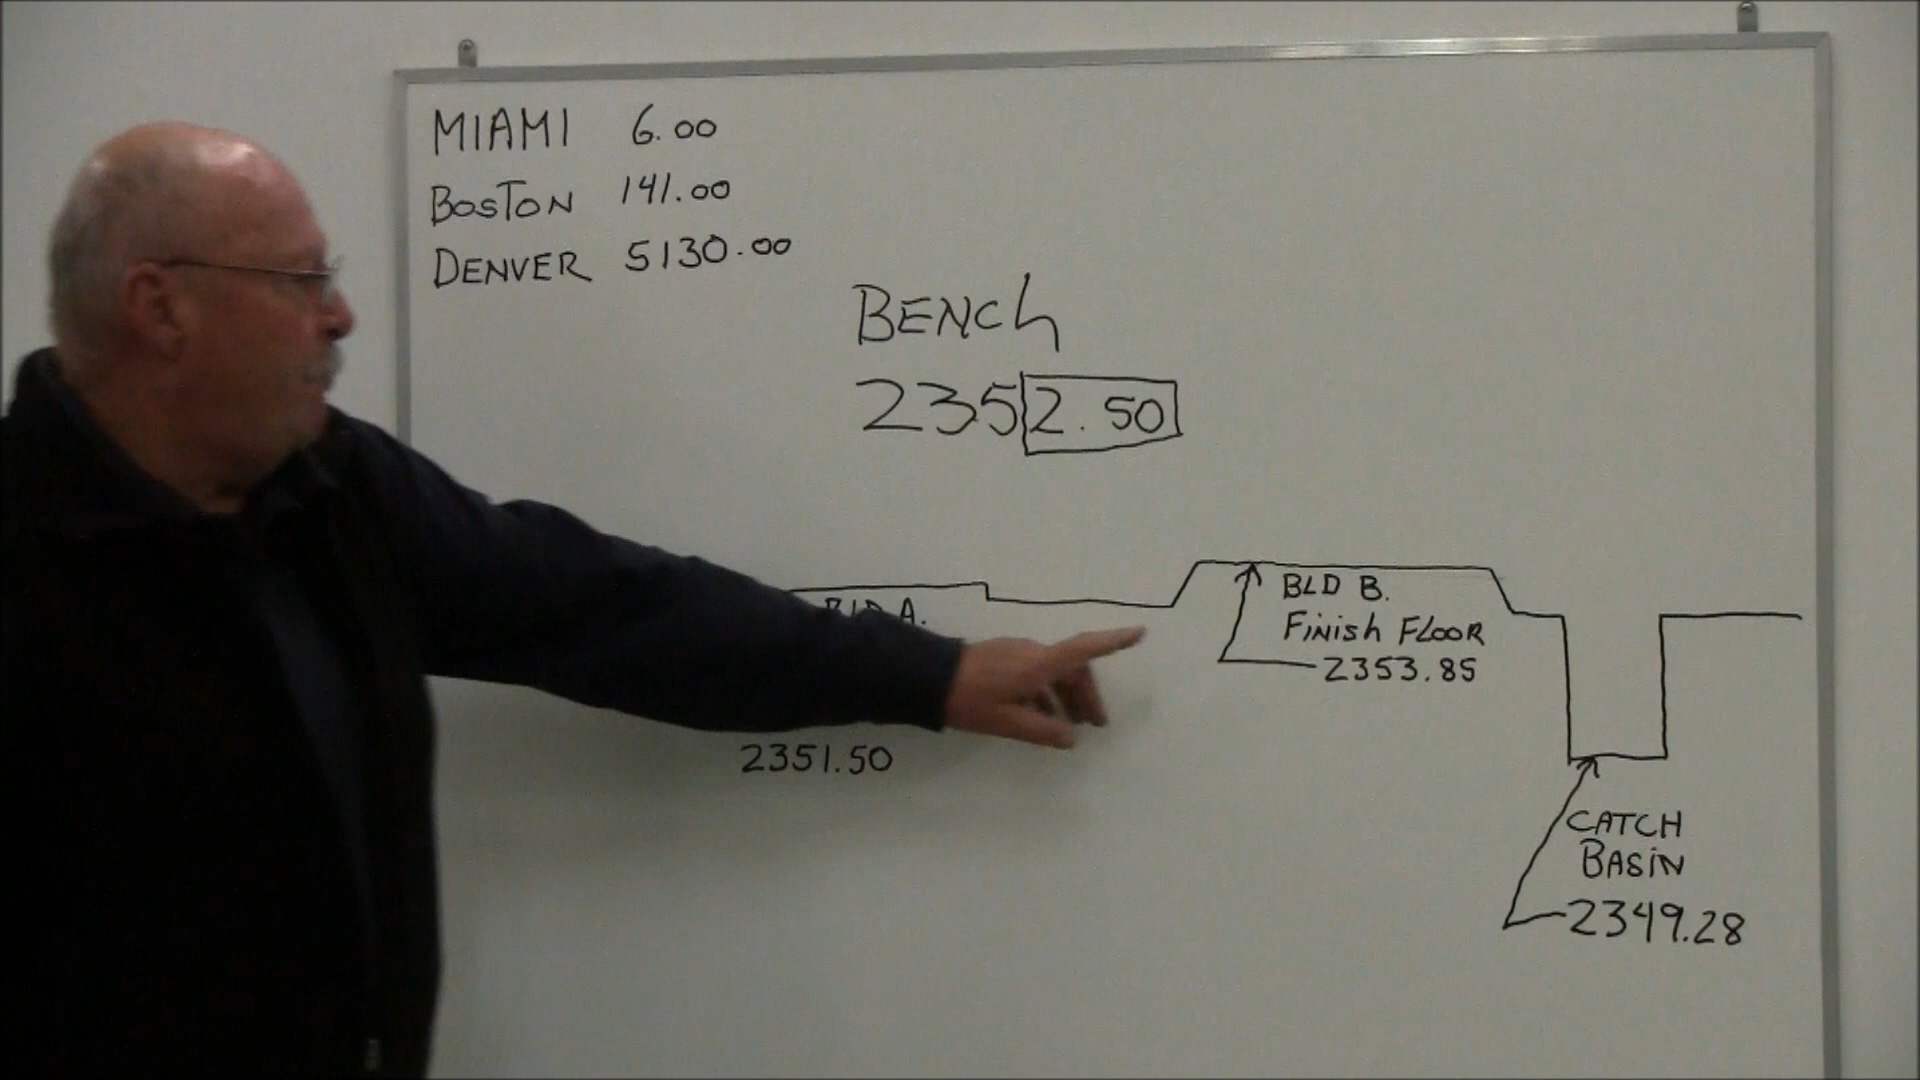 MIAMI 6.00
BOSTON 141.00
DENVER 5130.00
BENCh
2352.50
BLD A.
2351.50
BLD B.
FiNiSh FLOOR
2353.85
CATCH
BASiN
2349.28